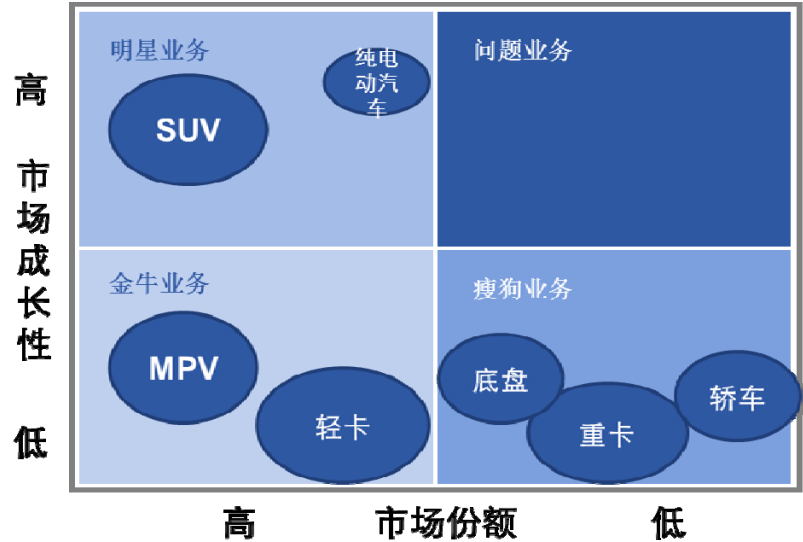 明星业务
纯电
动汽
车
问题业务
SUV
高
市
场
成
长
性
低
金牛业务
瘦狗业务
MPV
底盘
轻卡
重卡
轿车
高
市场份额
低